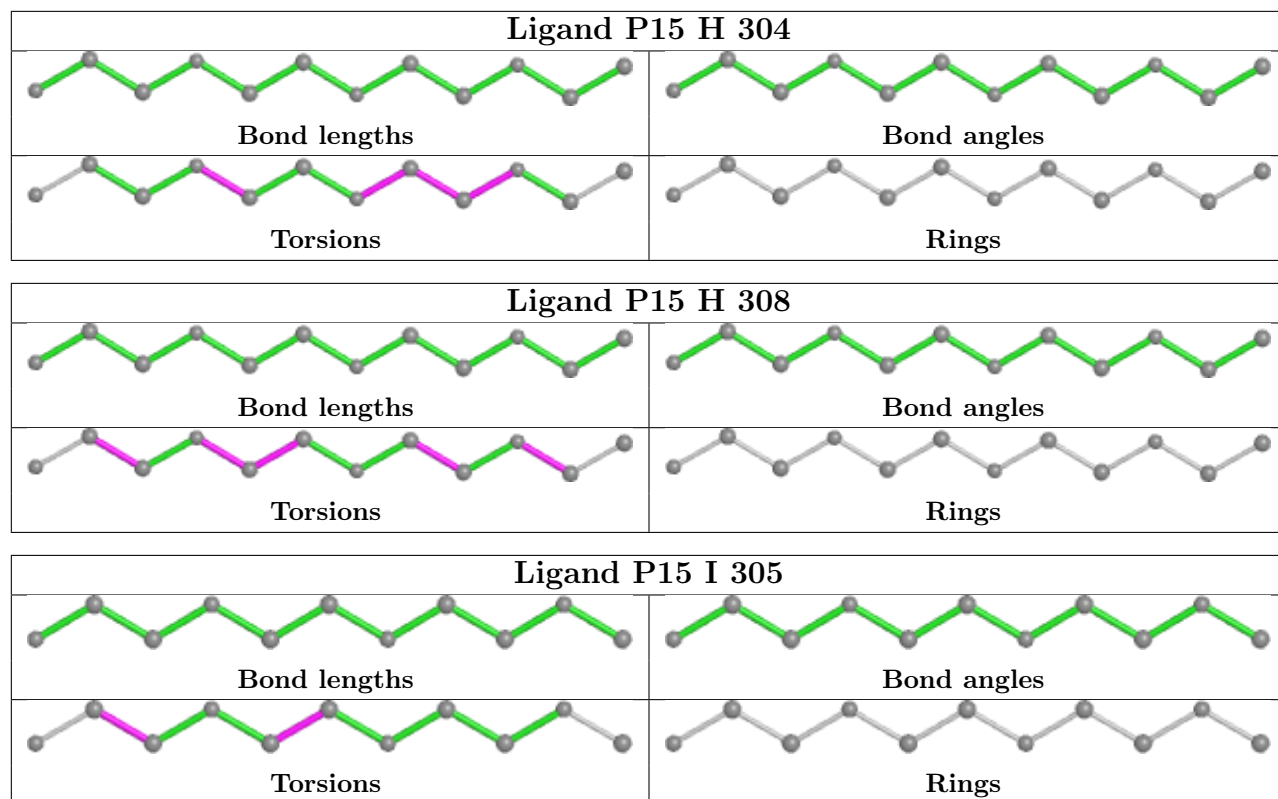 Ligand P15 H 304
Bond lengths Bond angles
Torsions Rings
Ligand P15 H 308
Bond lengths Bond angles
Torsions Rings
Ligand P15 I 305
Bond lengths Bond angles
Torsions Rings